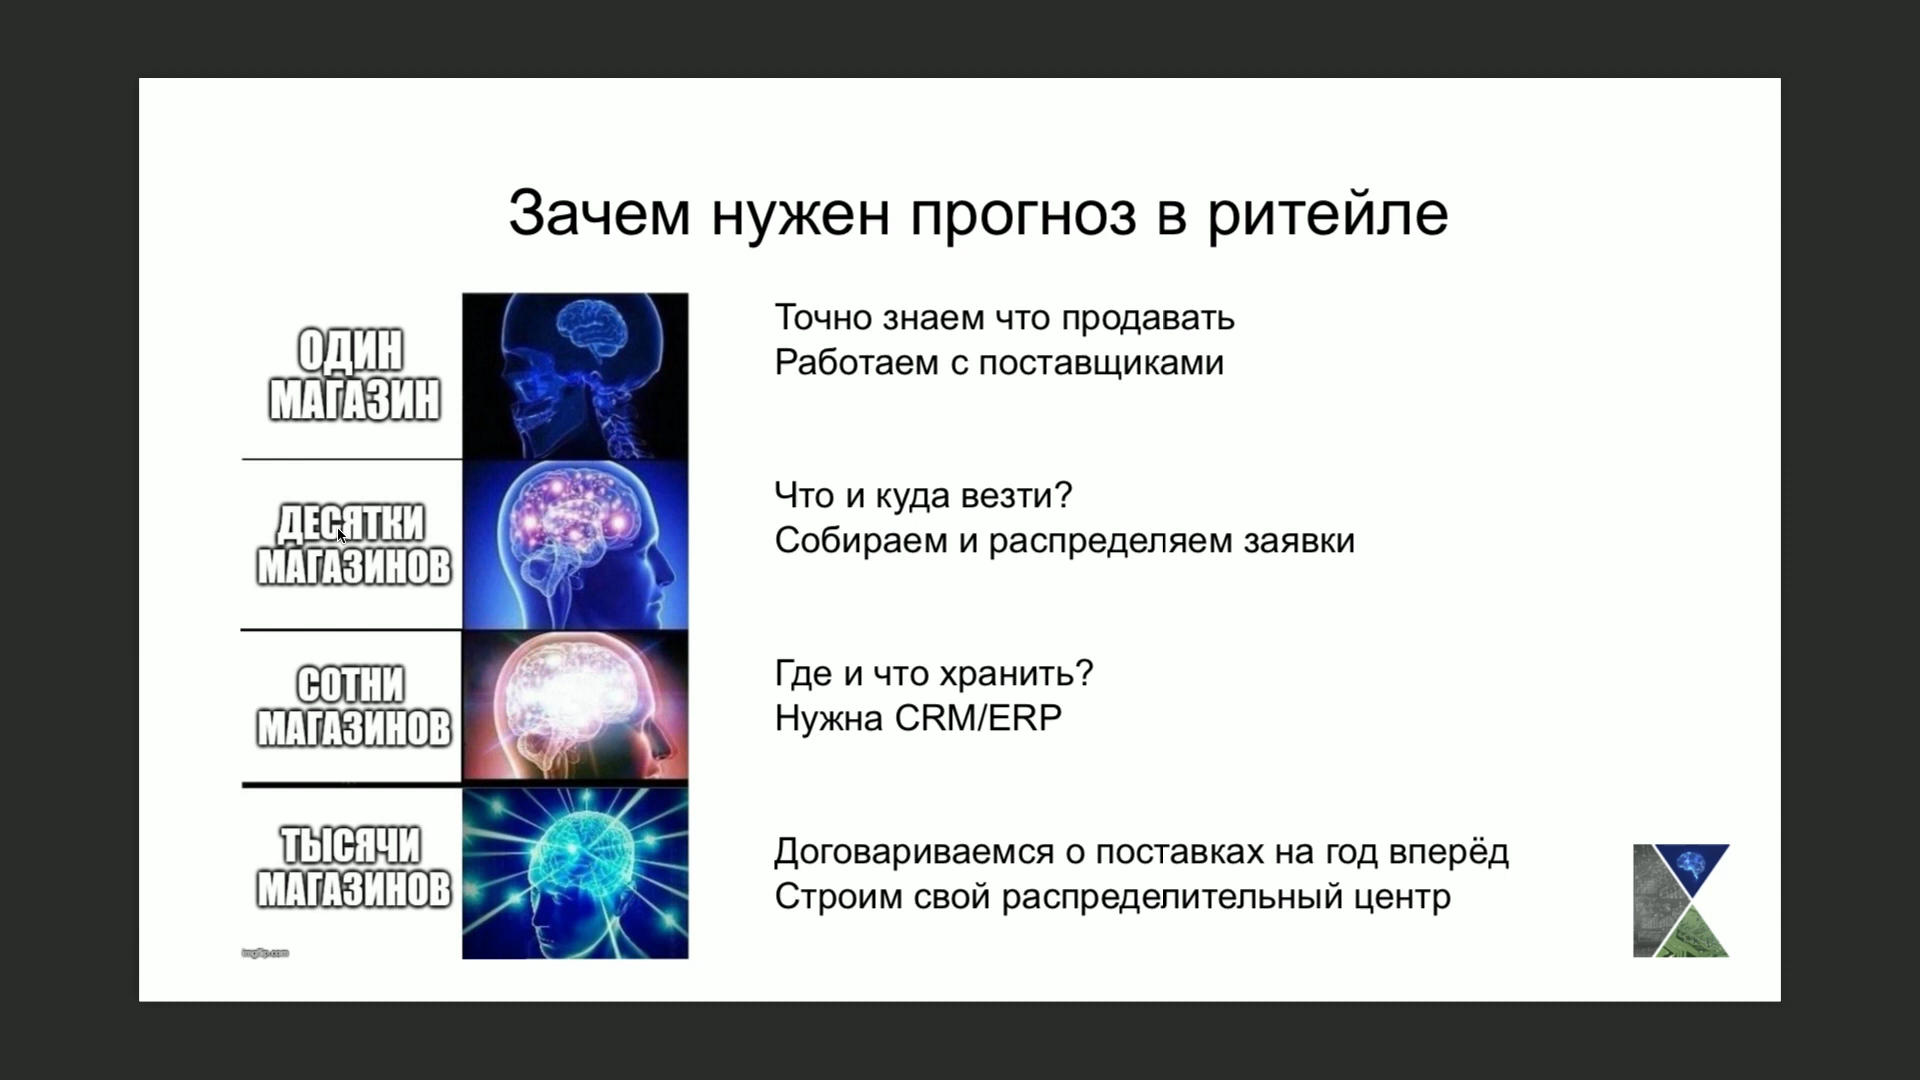 Зачем нужен прогноз в ритейле
ОДИН
МАГАЗИН
Точно знаем что продавать
Работаем с поставщиками
ДЕСЯТКИ
МАГАЗИНОВ
Что и куда везти?
Собираем и распределяем заявки
СОТНИ
МАГАЗИНОВ
Где и что хранить?
Нужна CRM/ERP
ТЫСЯЧИ
МАГАЗИНОВ
Договариваемся о поставках на год вперёд
Строим свой распределительный центр
imgflip.com